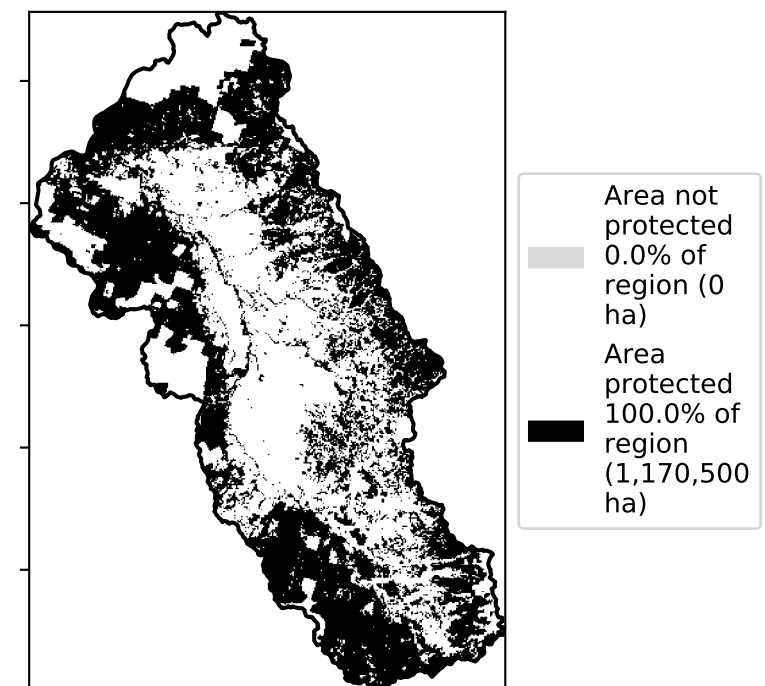 Area not
protected
0.0% of
region (0
ha)
Area
protected
100.0% of
region
(1,170,500
ha)